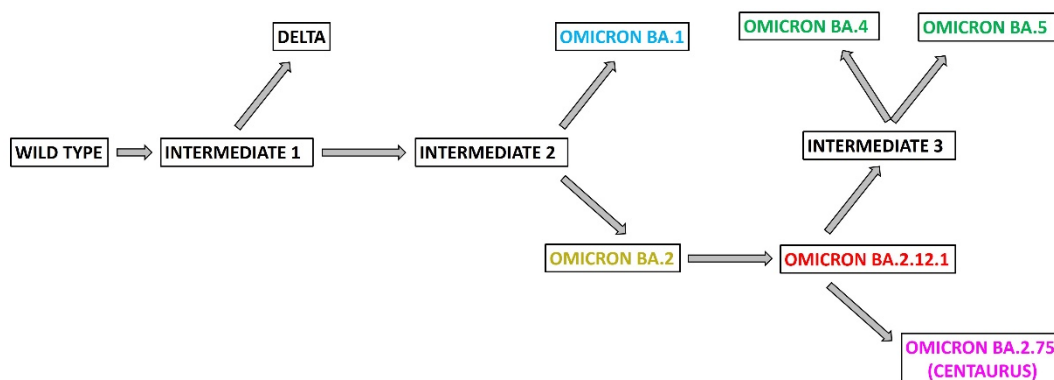 DELTA
OMICRON BA.1
OMICRON BA.4
OMICRON BA.5
WILD TYPE
INTERMEDIATE 1
INTERMEDIATE 2
INTERMEDIATE 3
OMICRON BA.2
OMICRON BA.2.12.1
OMICRON BA.2.75
(CENTAURUS)